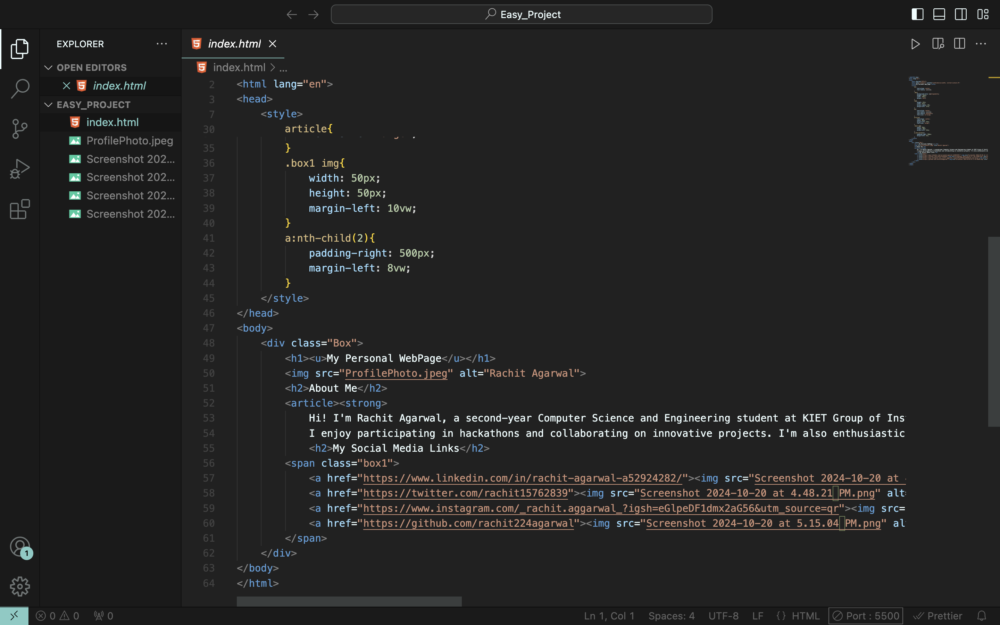 Easy_Project
EXPLORER
index.html
index.html > ...
OPEN EDITORS
index.html
EASY_PROJECT
index.html
ProfilePhoto.jpeg
Screenshot 202...
Screenshot 202...
Screenshot 202...
Screenshot 202...
2 <html lang="en">
3 <head>
7 <style>
30 article{
35 }
36 .box1 img{
37 width: 50px;
38 height: 50px;
39 margin-left: 10vw;
40 }
41 a:nth-child(2){
42 padding-right: 500px;
43 margin-left: 8vw;
44 }
45 </style>
46 </head>
47 <body>
48 <div class="Box">
49 <h1><u>My Personal WebPage</u></h1>
50 <img src="ProfilePhoto.jpeg" alt="Rachit Agarwal">
51 <h2>About Me</h2>
52 <article><strong>
53 Hi! I'm Rachit Agarwal, a second-year Computer Science and Engineering student at KIET Group of Ins
54 I enjoy participating in hackathons and collaborating on innovative projects. I'm also enthusiastic
55 <h2>My Social Media Links</h2>
56 <span class="box1">
57 <a href="https://www.linkedin.com/in/rachit-agarwal-a52924282/"><img src="Screenshot 2024-10-20 at
58 <a href="https://twitter.com/rachit15762839"><img src="Screenshot 2024-10-20 at 4.48.21 PM.png" alt
59 <a href="https://www.instagram.com/_rachit.aggarwal_?igsh=eGlpeDF1dmx2aG56&utm_source=qr"><img src=
60 <a href="https://github.com/rachit224agarwal"><img src="Screenshot 2024-10-20 at 5.15.04 PM.png" al
61 </span>
62 </div>
63 </body>
64 </html>
1
0 0 0
Ln 1, Col 1 Spaces: 4 UTF-8 LF {} HTML Port : 5500 Prettier